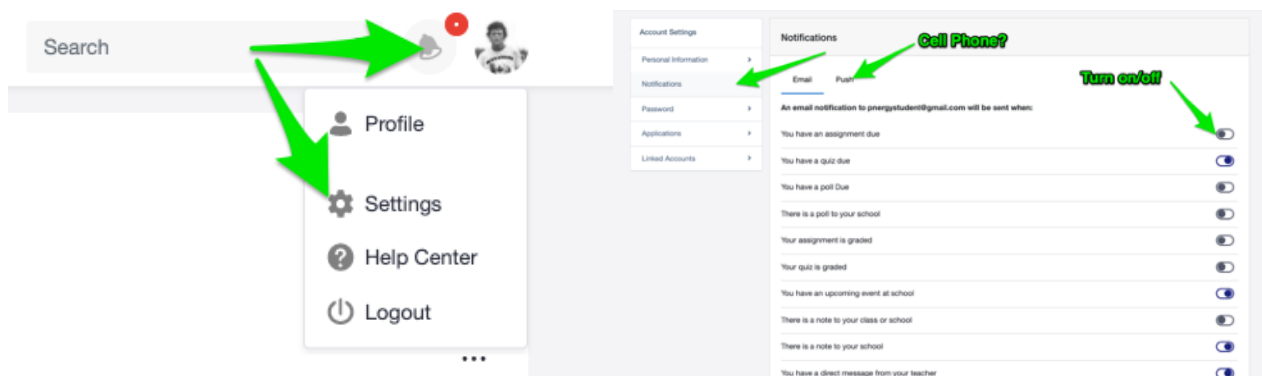 Search
Profile
Settings
Help Center
Logout
Account Settings
Personal Information
Notifications
Password
Applications
Linked Accounts
Notifications
Cell Phone?
Email Push
Turn on/off
An email notification to pnergystudent@gmail.com will be sent when:
You have an assignment due
You have a quiz due
You have a poll Due
There is a poll to your school
Your assignment is graded
Your quiz is graded
You have an upcoming event at school
There is a note to your class or school
There is a note to your school
You have a direct message from your teacher